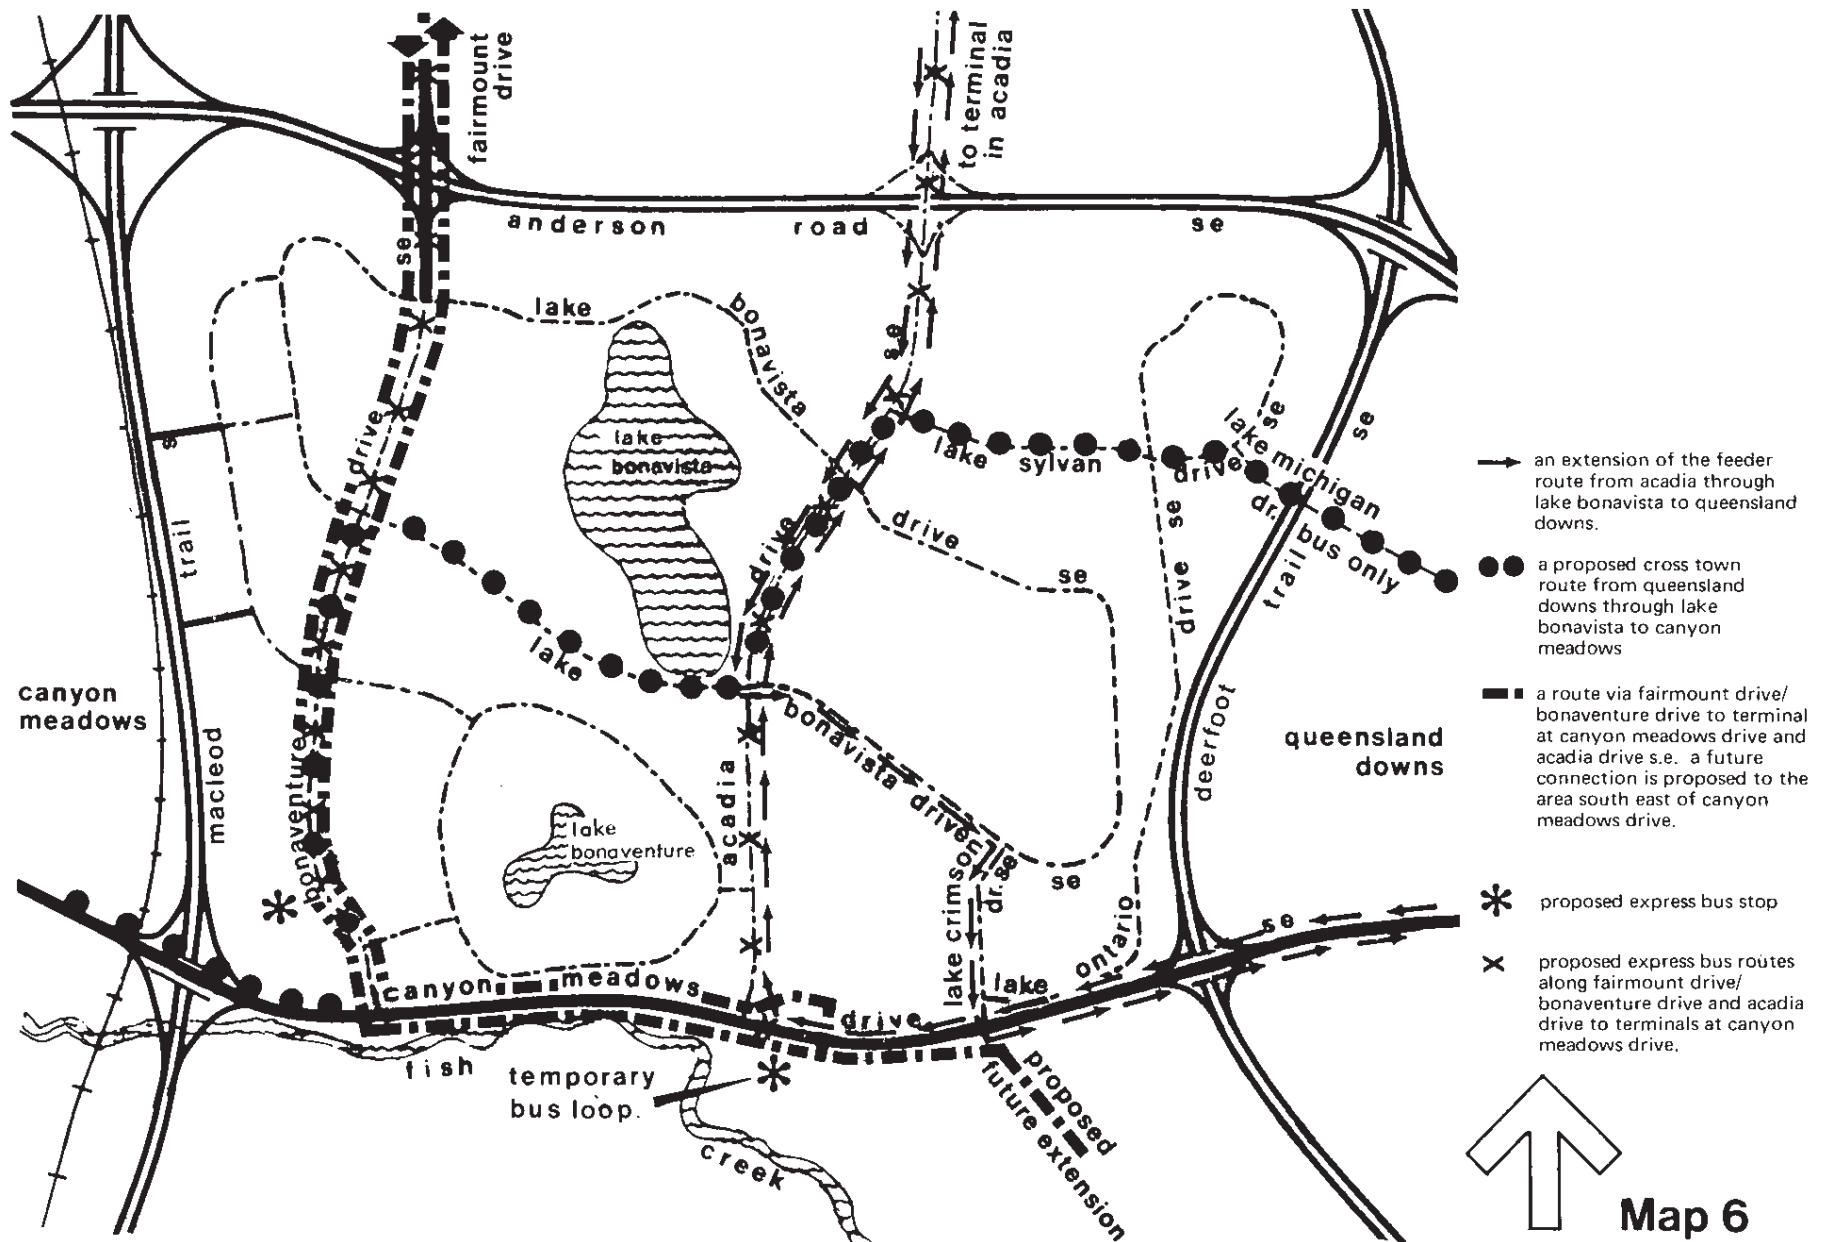 fairmount
drive
to terminal
in acadia
anderson road se
se
lake
bonavista
se
lake
bonavista
drive
lake sylvan drive
se
lake michigan
dr. bus only
se
trail
drive
se
drive
se
drive
s
trail
lake
canyon
meadows
macleod
bonaventure
bonavista drive
se
acadia
deerfoot
queensland
downs
lake
bonaventure
lake crimson
dr. se
ontario
lake
se
canyon meadows
drive
fish
creek
temporary
bus loop.
proposed
future extension
an extension of the feeder
route from acadia through
lake bonavista to queensland
downs.
a proposed cross town
route from queensland
downs through lake
bonavista to canyon
meadows
a route via fairmount drive/
bonaventure drive to terminal
at canyon meadows drive and
acadia drive s.e. a future
connection is proposed to the
area south east of canyon
meadows drive.
proposed express bus stop
proposed express bus routes
along fairmount drive/
bonaventure drive and acadia
drive to terminals at canyon
meadows drive.
Map 6